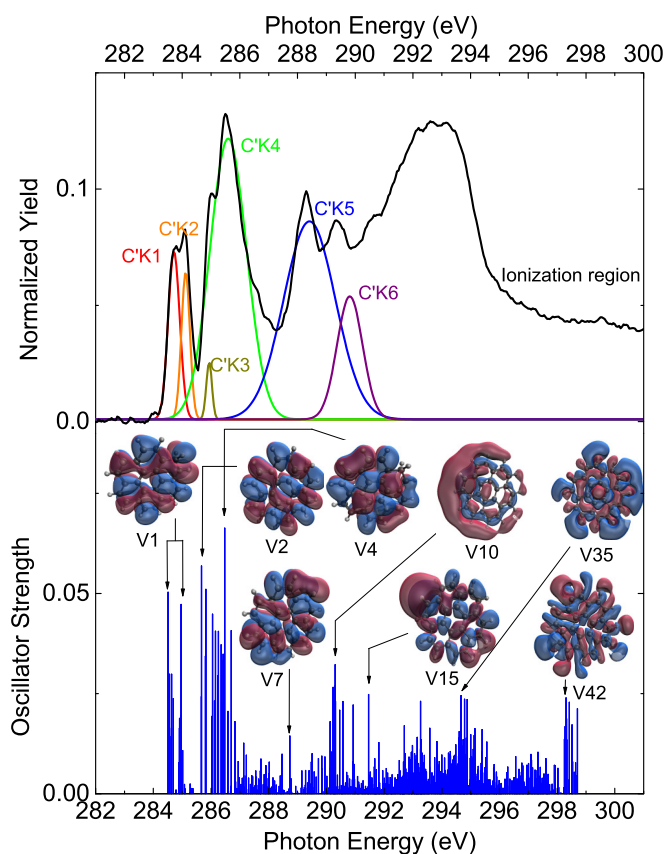 Photon Energy (eV)
282 284 286 288 290 292 294 296 298 300
Normalized Yield
0.1
0.0
C'K1
C'K2
C'K3
C'K4
C'K5
C'K6
Ionization region
Oscillator Strength
0.05
0.00
V1
V2
V4
V10
V35
V7
V15
V42
282 284 286 288 290 292 294 296 298 300
Photon Energy (eV)